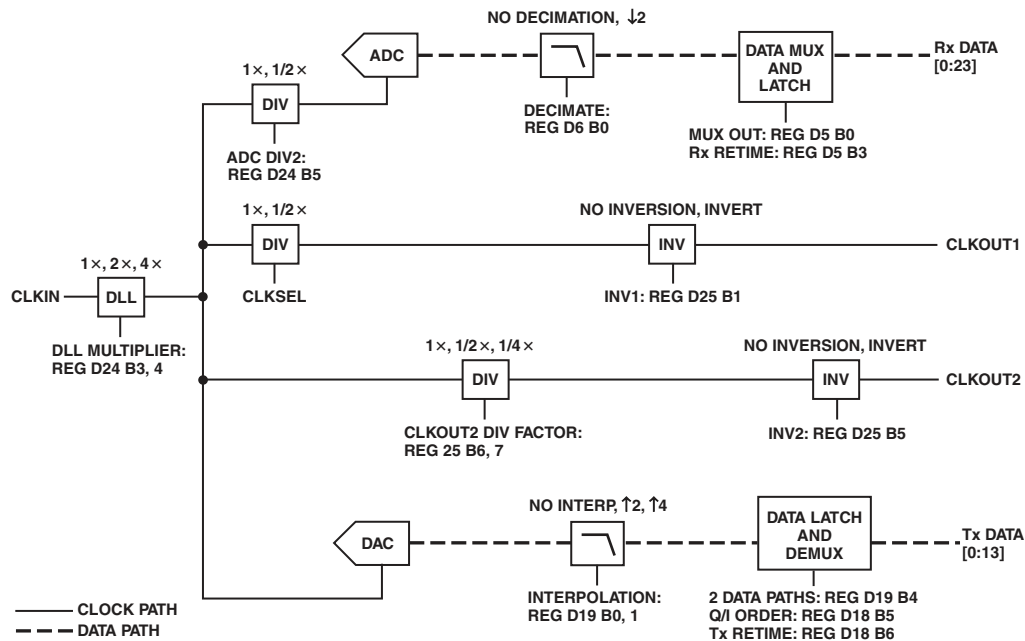 NO DECIMATION, ↓2
ADC
DATA MUX
AND
LATCH
Rx DATA
[0:23]
1×, 1/2×
DIV
DECIMATE:
REG D6 B0
MUX OUT: REG D5 B0
Rx RETIME: REG D5 B3
ADC DIV2:
REG D24 B5
1×, 1/2×
NO INVERSION, INVERT
DIV
INV
CLKOUT1
CLKSEL
INV1: REG D25 B1
1×, 2×, 4×
CLKIN
DLL
DLL MULTIPLIER:
REG D24 B3, 4
1×, 1/2×, 1/4×
NO INVERSION, INVERT
DIV
INV
CLKOUT2
CLKOUT2 DIV FACTOR:
REG 25 B6, 7
INV2: REG D25 B5
NO INTERP, ↑2, ↑4
DAC
DATA LATCH
AND
DEMUX
Tx DATA
[0:13]
INTERPOLATION:
REG D19 B0, 1
2 DATA PATHS: REG D19 B4
Q/I ORDER: REG D18 B5
Tx RETIME: REG D18 B6
CLOCK PATH
DATA PATH